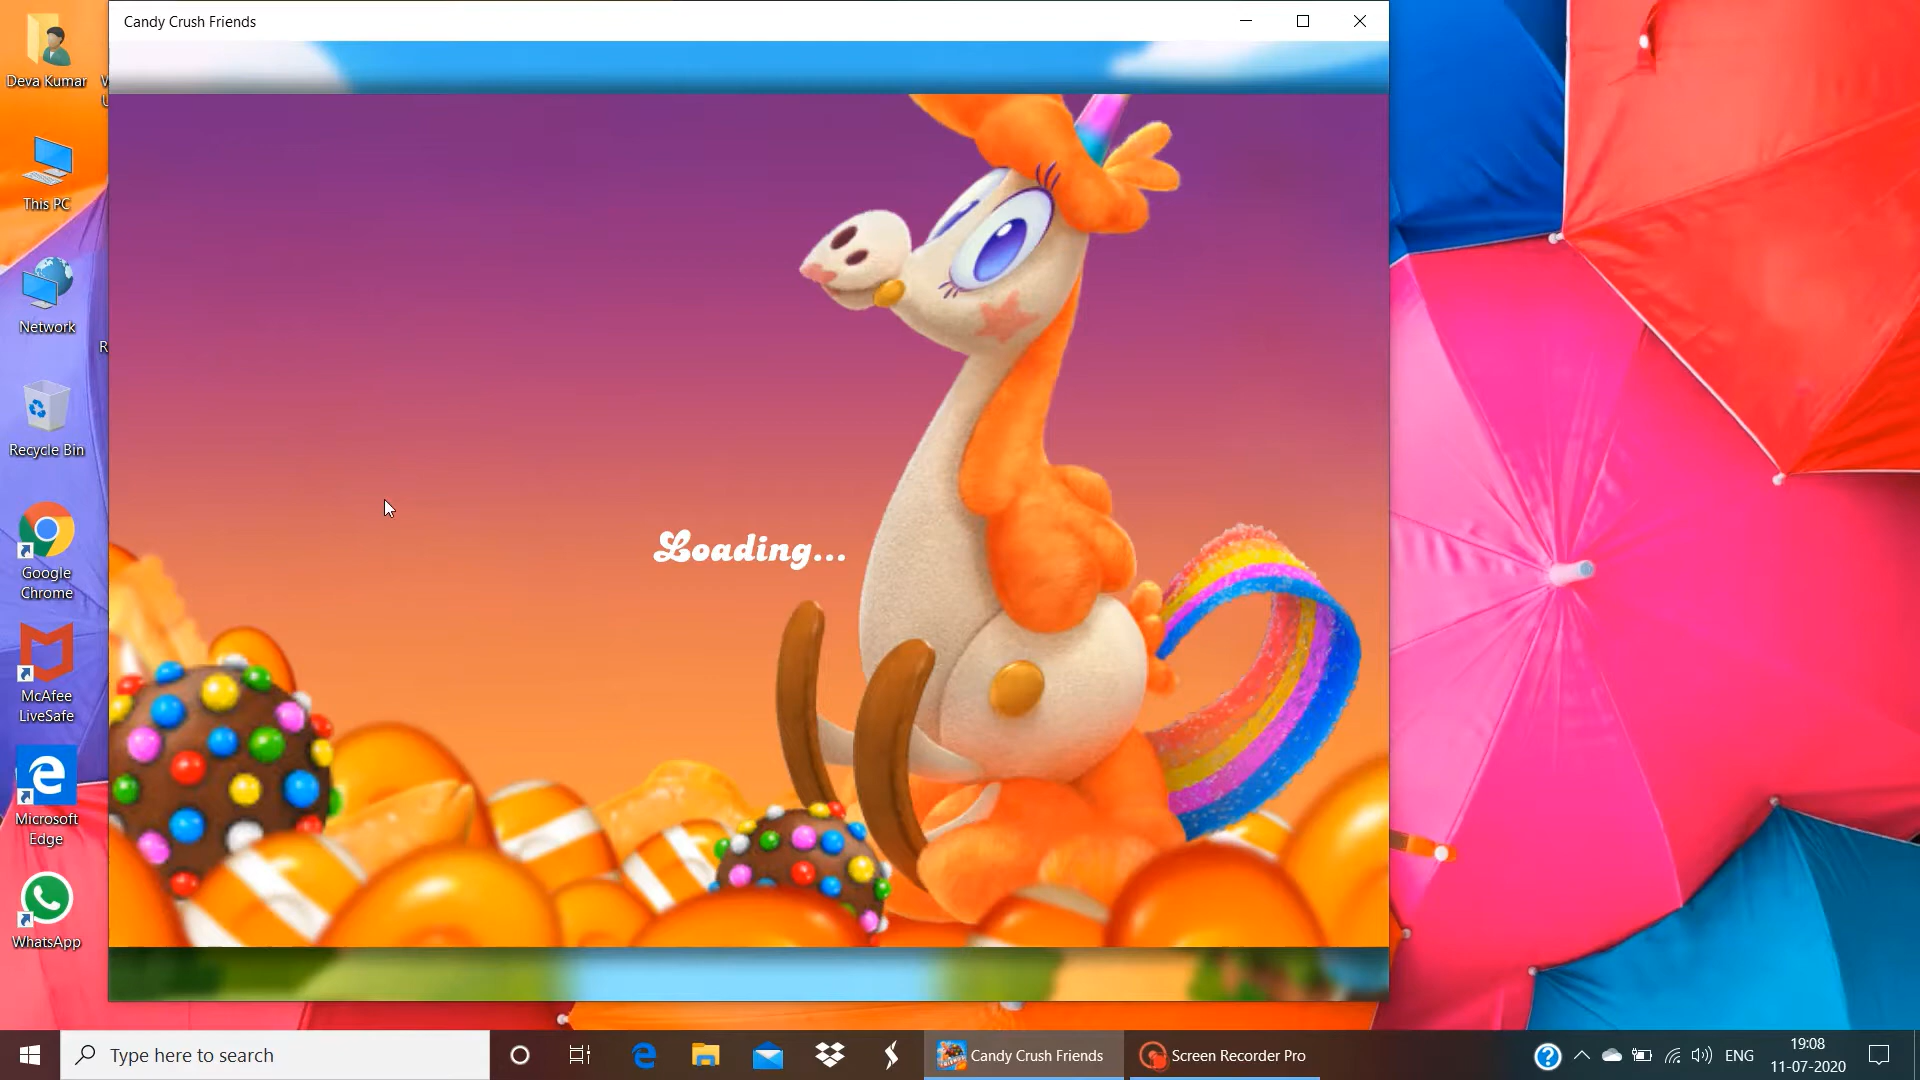 Candy Crush Friends
Deva Kumar
This PC
Network
R
Recycle Bin
Google
Chrome
McAfee
LiveSafe
Microsoft
Edge
WhatsApp
Loading...
Type here to search
Candy Crush Friends
Screen Recorder Pro
ENG
19:08
11-07-2020